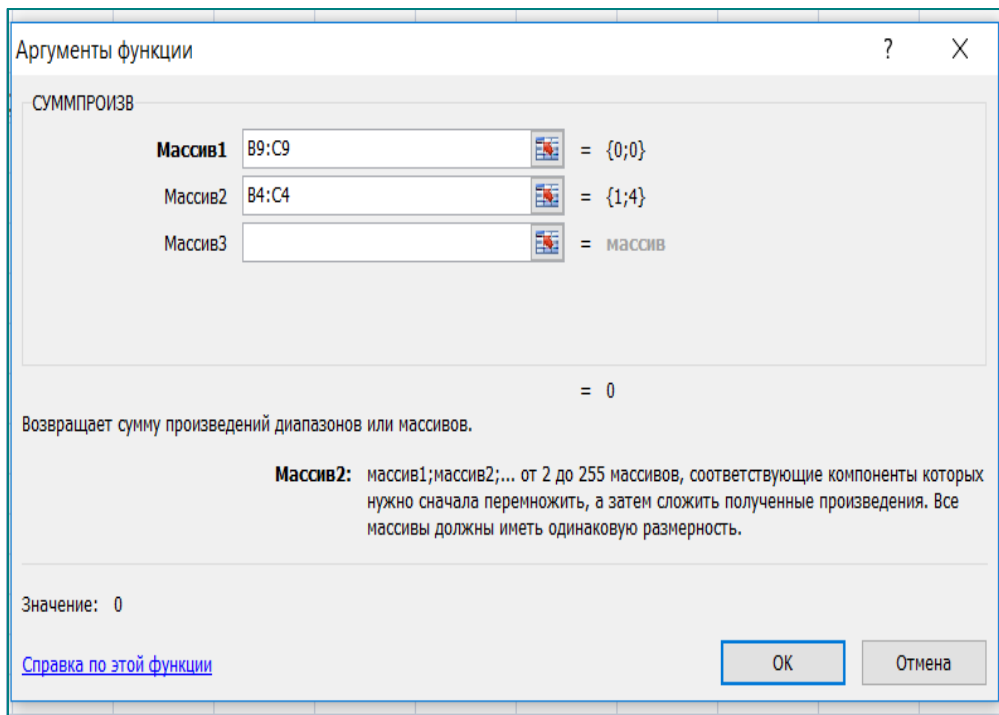 Аргументы функции ? X
СУММПРОИЗВ
Массив1 B9:C9 = {0;0}
Массив2 B4:C4 = {1;4}
Массив3 = массив
= 0
Возвращает сумму произведений диапазонов или массивов.
Массив2: массив1;массив2;... от 2 до 255 массивов, соответствующие компоненты которых
нужно сначала перемножить, а затем сложить полученные произведения. Все
массивы должны иметь одинаковую размерность.
Значение: 0
Справка по этой функции ОК Отмена